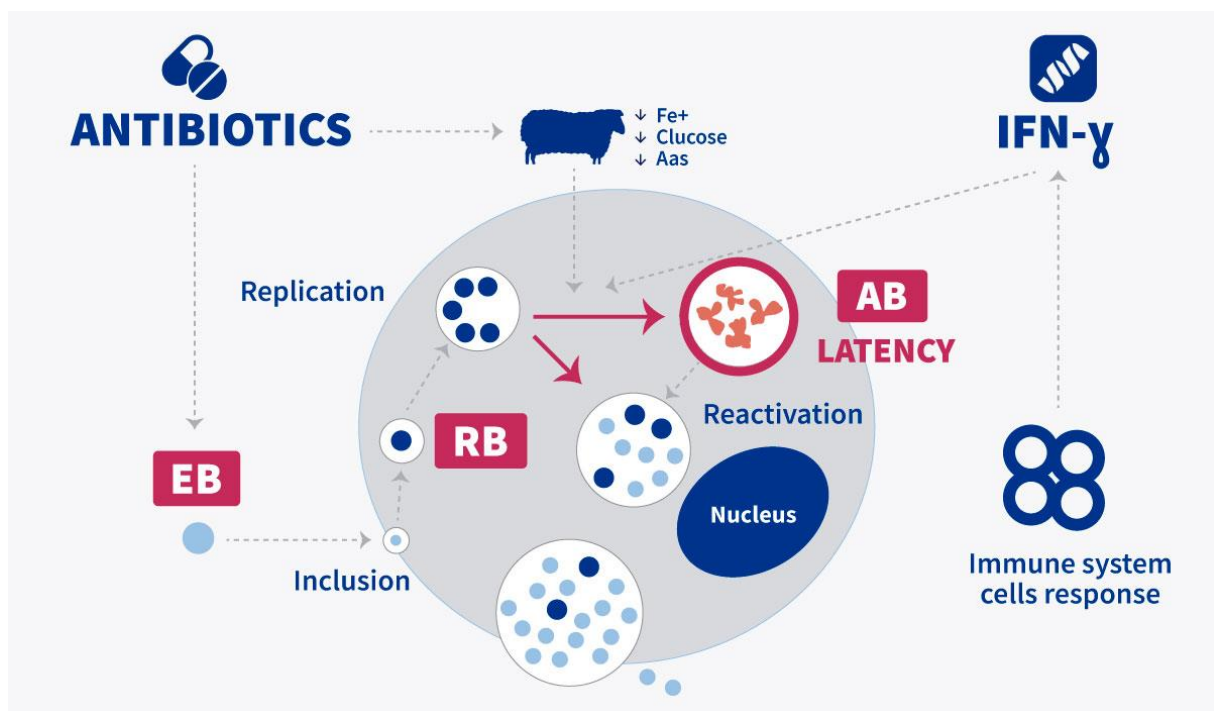 ANTIBIOTICS
↓ Fe+
↓ Clucose
↓ Aas
IFN-γ
Replication
AB
LATENCY
Reactivation
RB
EB
Nucleus
Inclusion
Immune system
cells response